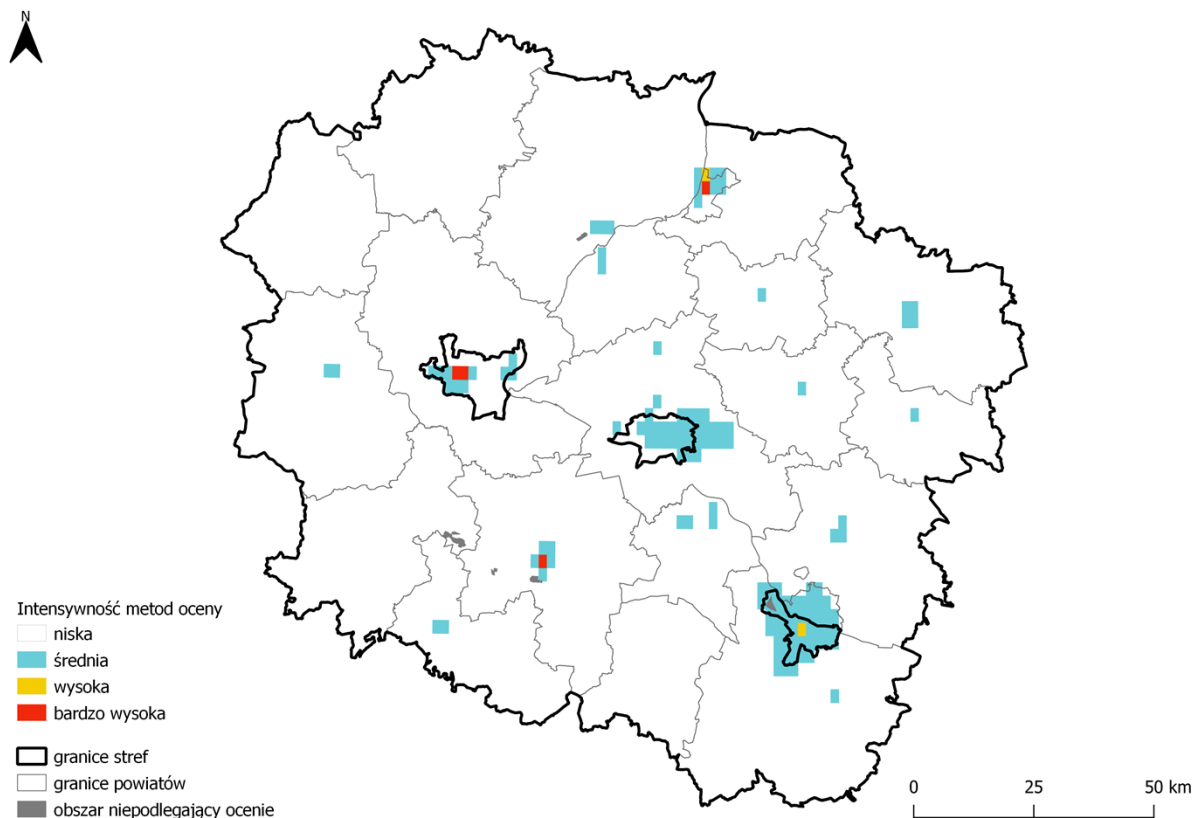 N
Intensywność metod oceny
niska
średnia
wysoka
bardzo wysoka
granice stref
granice powiatów
obszar niepodlegający ocenie
0 25 50 km